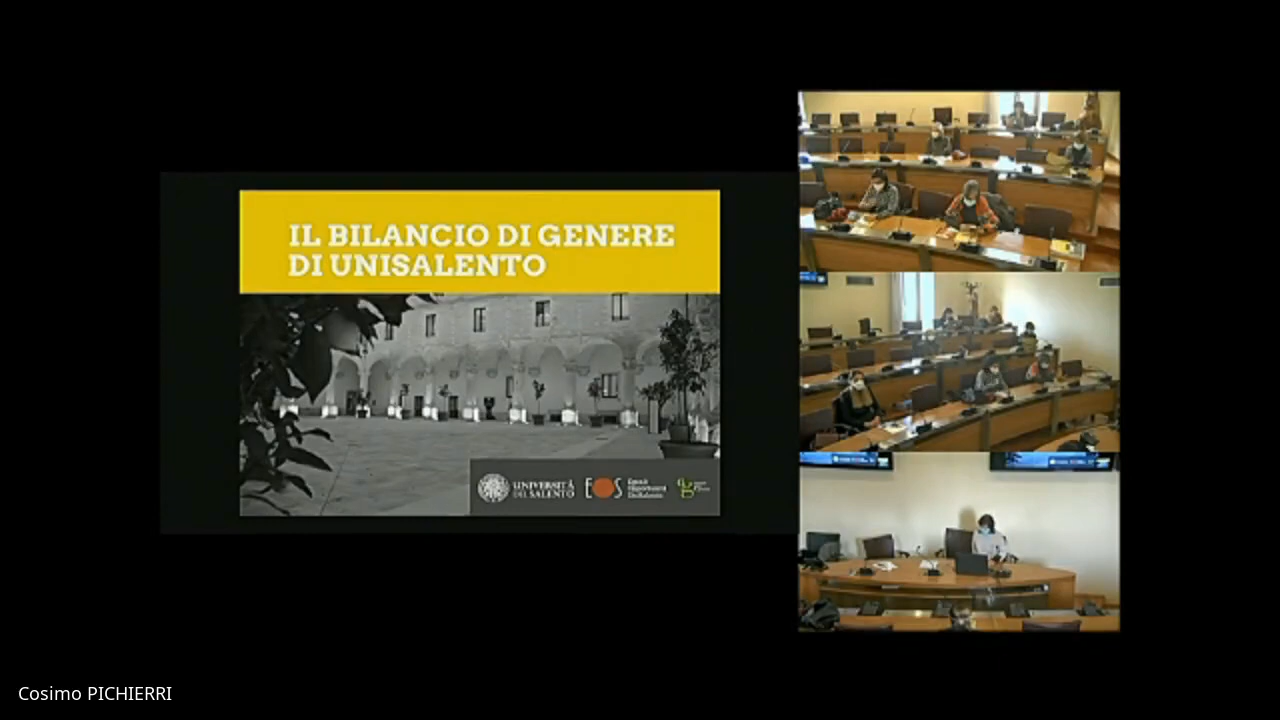 IL BILANCIO DI GENERE
DI UNISALENTO
UNIVERSITÀ
DEL SALENTO
EOS
Cosimo PICHIERRI